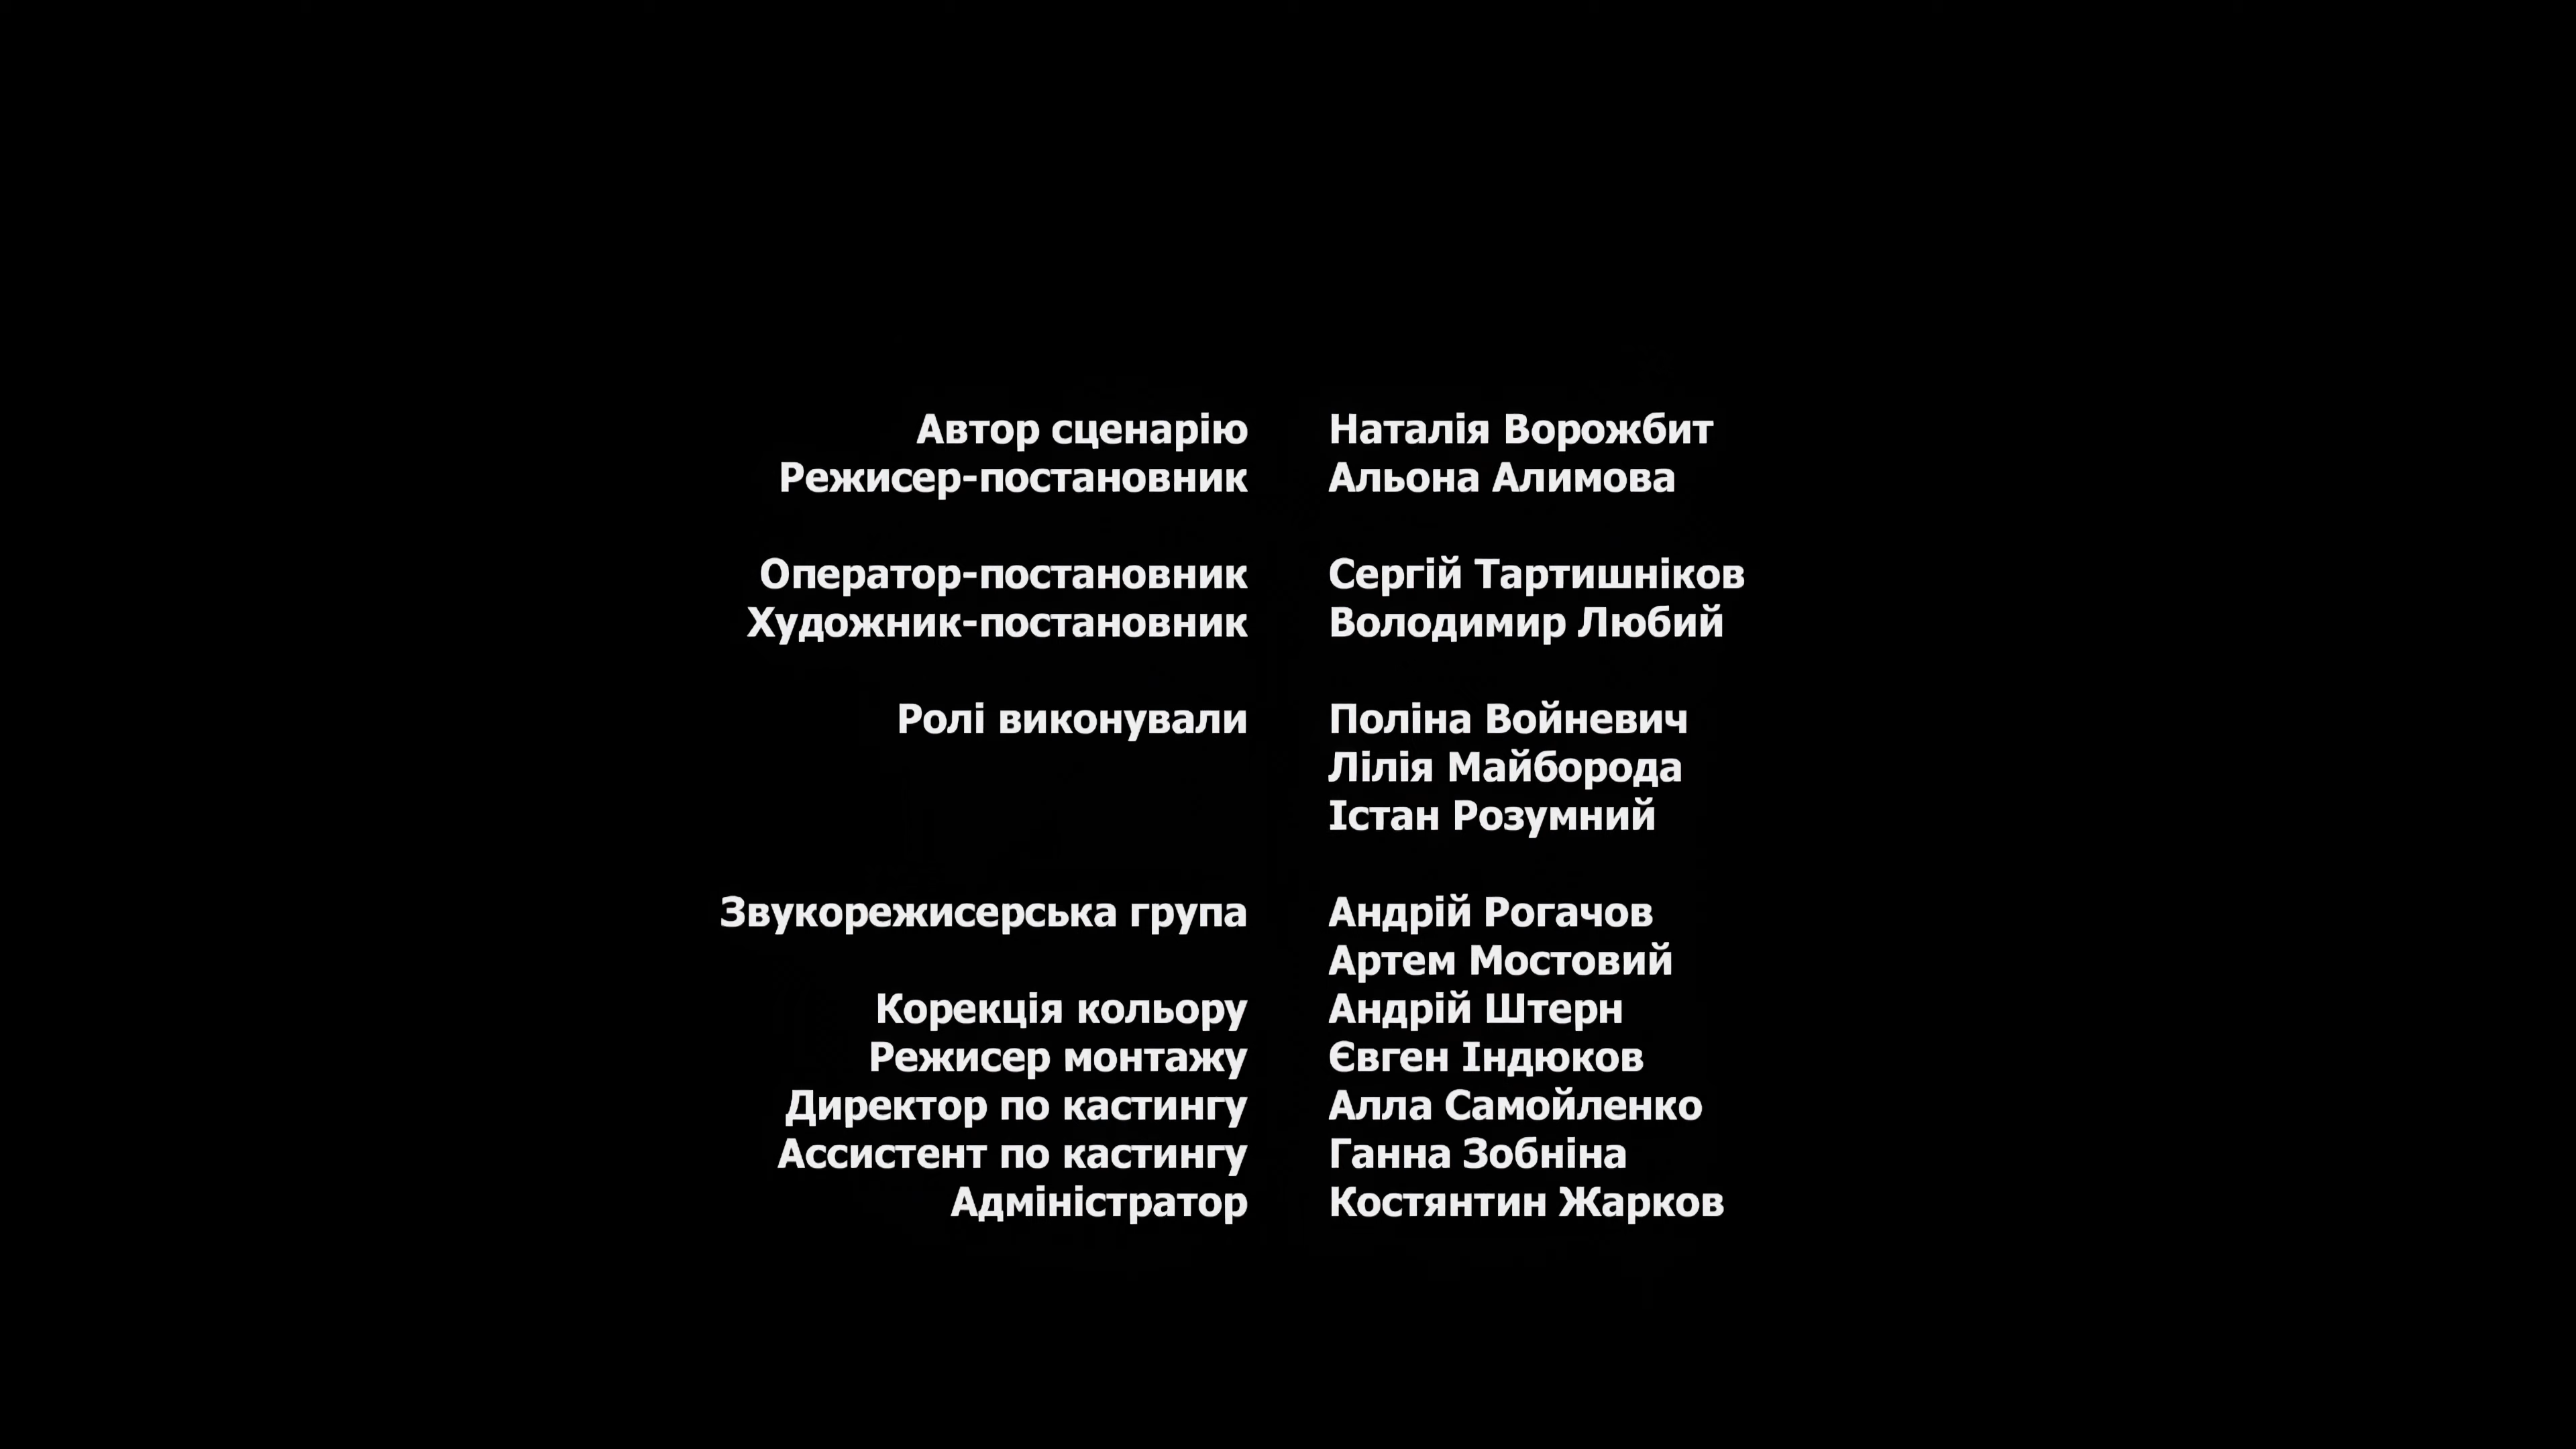 Автор сценарію Наталія Ворожбит
Режисер-постановник Альона Алимова
Оператор-постановник Сергій Тартишніков
Художник-постановник Володимир Любий
Ролі виконували Поліна Войневич
Лілія Майборода
Істан Розумний
Звукорежисерська група Андрій Рогачов
Артем Мостовий
Корекція кольору Андрій Штерн
Режисер монтажу Євген Індюков
Директор по кастингу Алла Самойленко
Ассистент по кастингу Ганна Зобніна
Адміністратор Костянтин Жарков